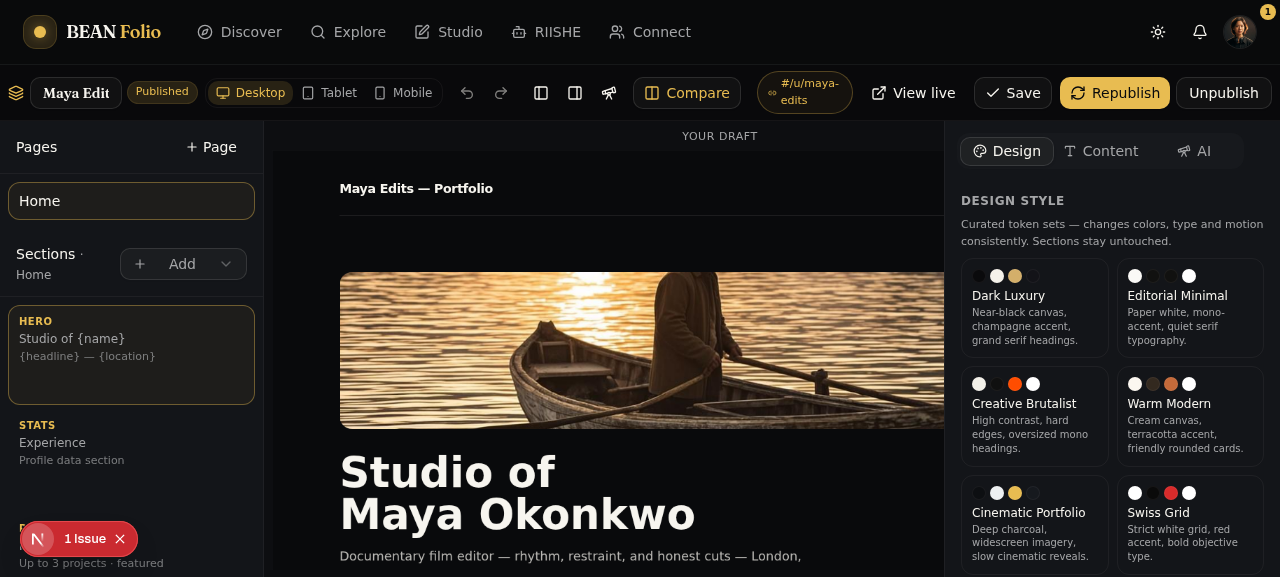 BEAN Folio
Discover
Explore
Studio
RIISHE
Connect
1
Maya Edit
Published
Desktop
Tablet
Mobile
Compare
#/u/maya-
edits
View live
Save
Republish
Unpublish
Pages
Page
Home
Sections ·
Home
Add
HERO
Studio of {name}
{headline} — {location}
STATS
Experience
Profile data section
Up to 3 projects · featured
1 Issue
YOUR DRAFT
Maya Edits — Portfolio
Studio of
Maya Okonkwo
Documentary film editor — rhythm, restraint, and honest cuts — London,
Design
Content
AI
DESIGN STYLE
Curated token sets — changes colors, type and motion
consistently. Sections stay untouched.
Dark Luxury
Near-black canvas,
champagne accent,
grand serif headings.
Editorial Minimal
Paper white, mono-
accent, quiet serif
typography.
Creative Brutalist
High contrast, hard
edges, oversized mono
headings.
Warm Modern
Cream canvas,
terracotta accent,
friendly rounded cards.
Cinematic Portfolio
Deep charcoal,
widescreen imagery,
slow cinematic reveals.
Swiss Grid
Strict white grid, red
accent, bold objective
type.